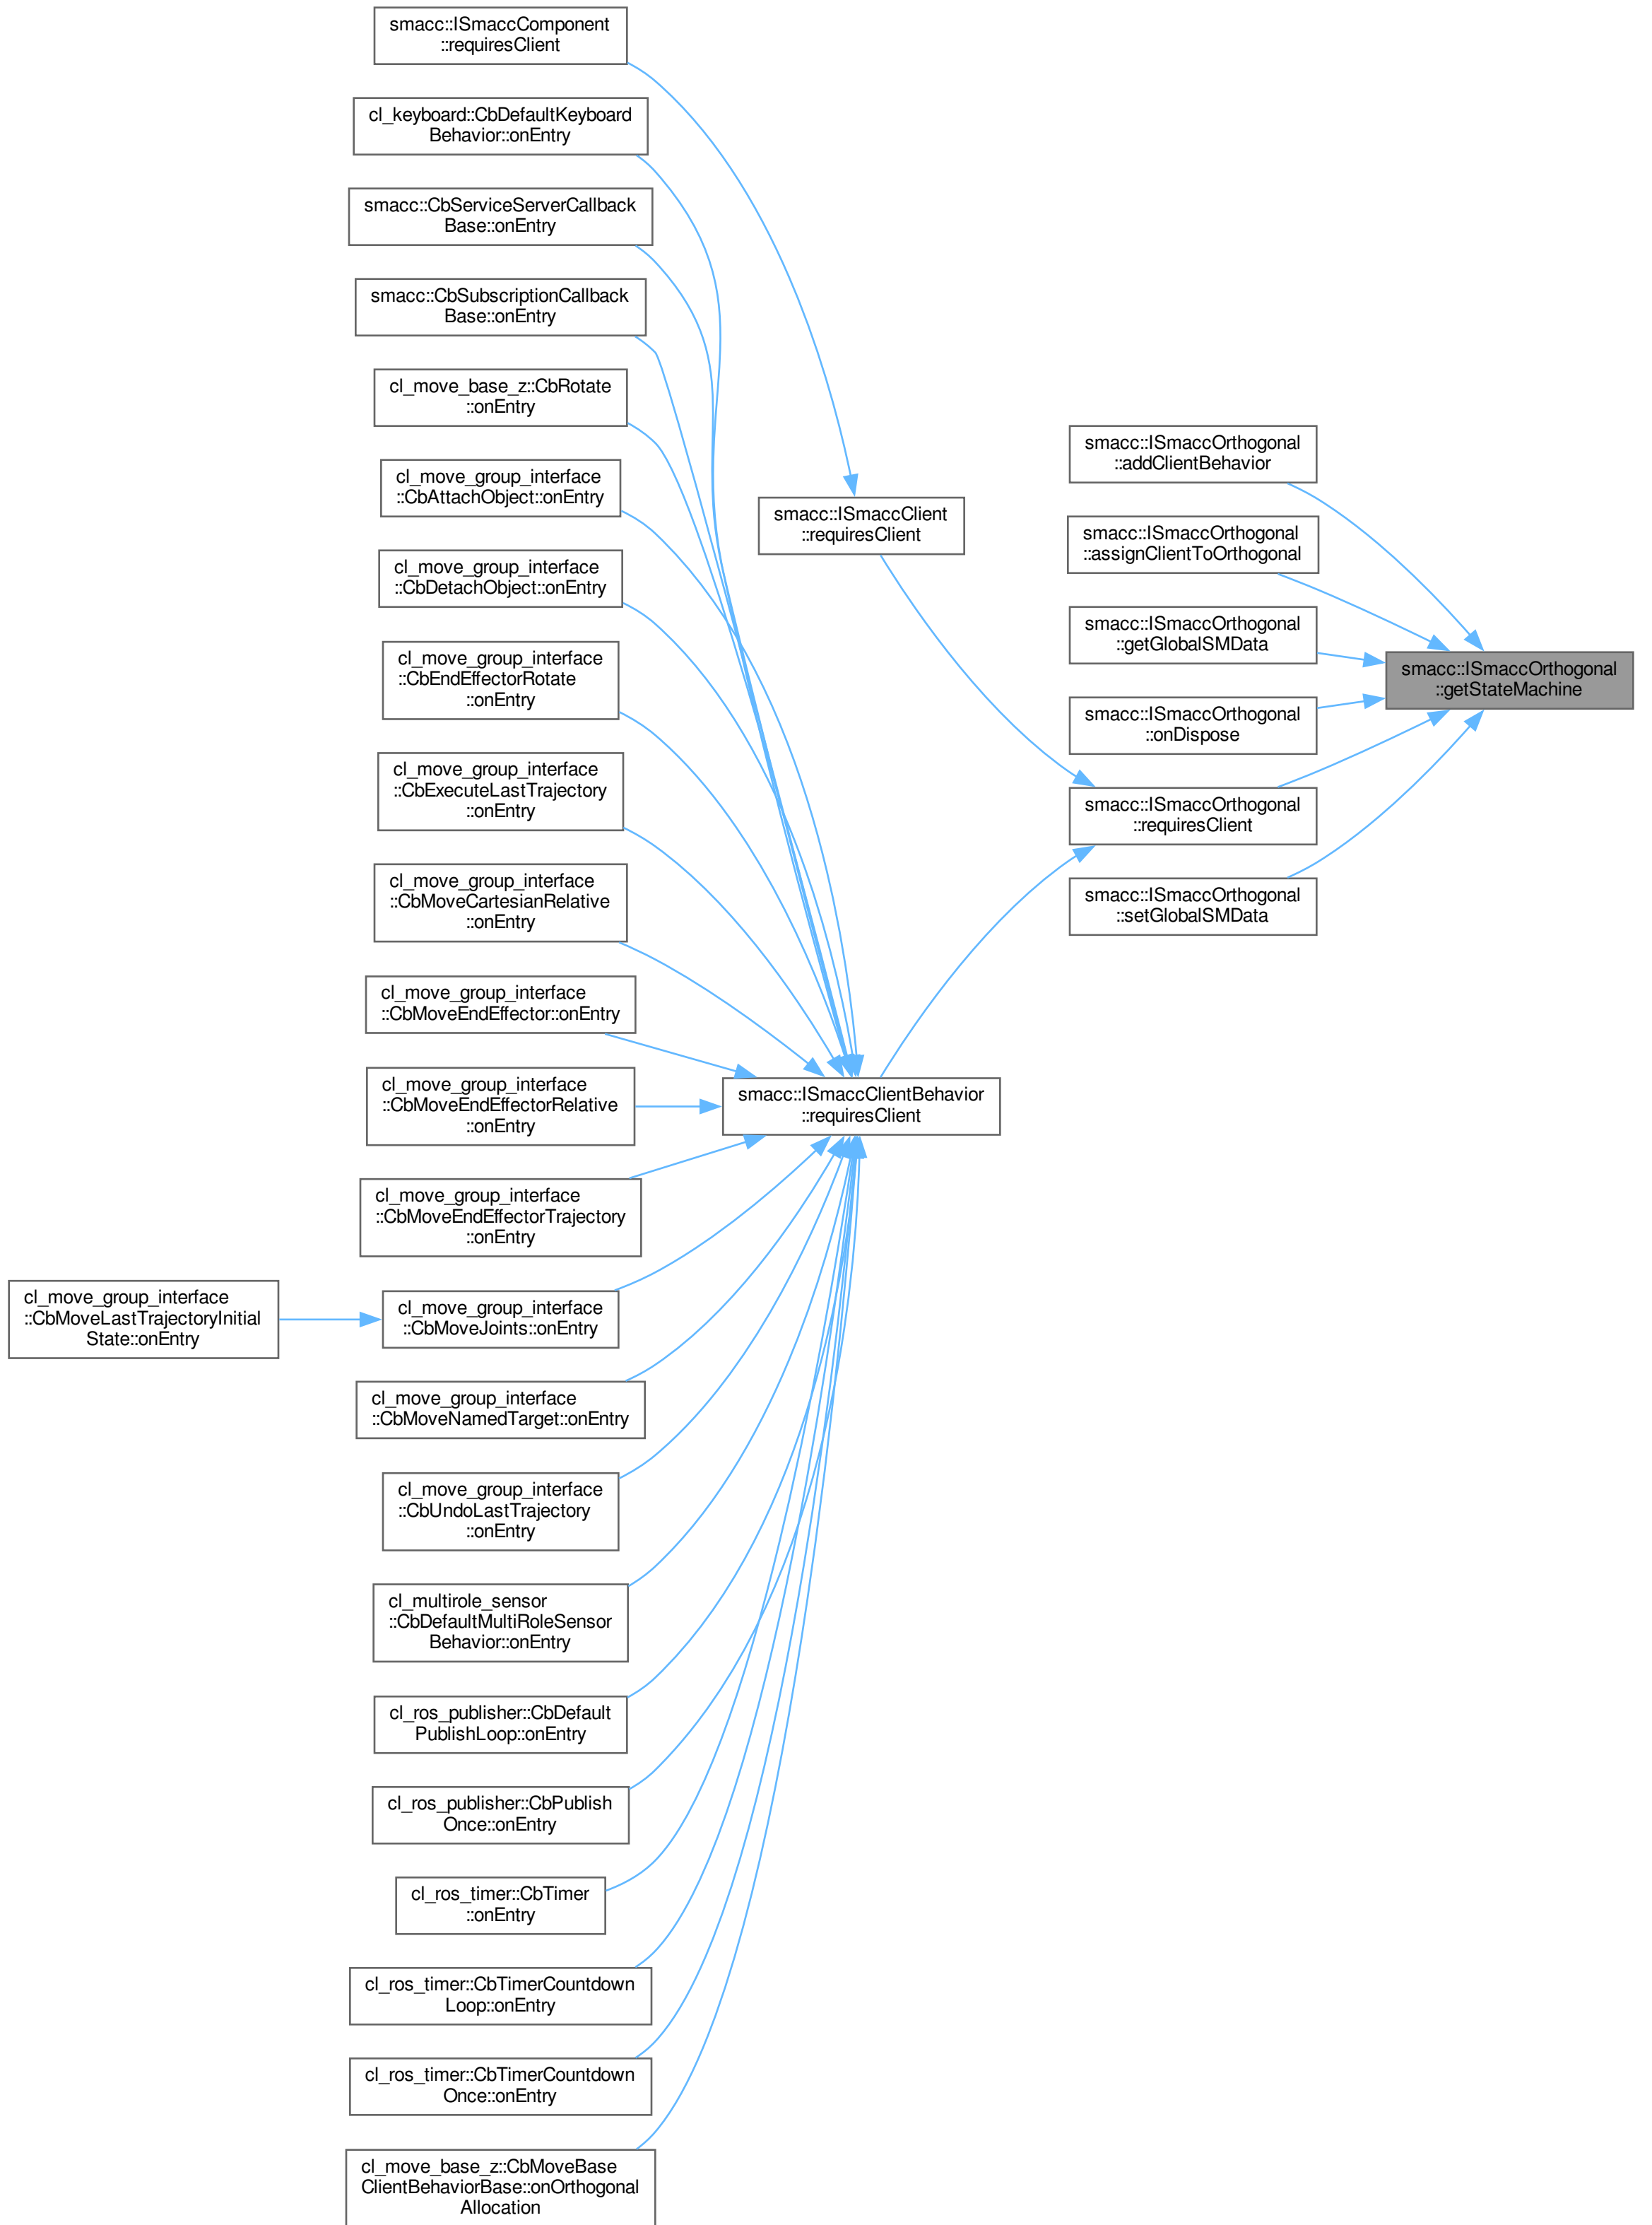 smacc::ISmaccComponent
::requiresClient
cl_keyboard::CbDefaultKeyboard
Behavior::onEntry
smacc::CbServiceServerCallback
Base::onEntry
smacc::CbSubscriptionCallback
Base::onEntry
cl_move_base_z::CbRotate
::onEntry
cl_move_group_interface
::CbAttachObject::onEntry
cl_move_group_interface
::CbDetachObject::onEntry
cl_move_group_interface
::CbEndEffectorRotate
::onEntry
cl_move_group_interface
::CbExecuteLastTrajectory
::onEntry
cl_move_group_interface
::CbMoveCartesianRelative
::onEntry
cl_move_group_interface
::CbMoveEndEffector::onEntry
cl_move_group_interface
::CbMoveEndEffectorRelative
::onEntry
cl_move_group_interface
::CbMoveEndEffectorTrajectory
::onEntry
cl_move_group_interface
::CbMoveLastTrajectoryInitial
State::onEntry
cl_move_group_interface
::CbMoveJoints::onEntry
cl_move_group_interface
::CbMoveNamedTarget::onEntry
cl_move_group_interface
::CbUndoLastTrajectory
::onEntry
cl_multirole_sensor
::CbDefaultMultiRoleSensor
Behavior::onEntry
cl_ros_publisher::CbDefault
PublishLoop::onEntry
cl_ros_publisher::CbPublish
Once::onEntry
cl_ros_timer::CbTimer
::onEntry
cl_ros_timer::CbTimerCountdown
Loop::onEntry
cl_ros_timer::CbTimerCountdown
Once::onEntry
cl_move_base_z::CbMoveBase
ClientBehaviorBase::onOrthogonal
Allocation
smacc::ISmaccClient
::requiresClient
smacc::ISmaccClientBehavior
::requiresClient
smacc::ISmaccOrthogonal
::addClientBehavior
smacc::ISmaccOrthogonal
::assignClientToOrthogonal
smacc::ISmaccOrthogonal
::getGlobalSMData
smacc::ISmaccOrthogonal
::onDispose
smacc::ISmaccOrthogonal
::requiresClient
smacc::ISmaccOrthogonal
::setGlobalSMData
smacc::ISmaccOrthogonal
::getStateMachine